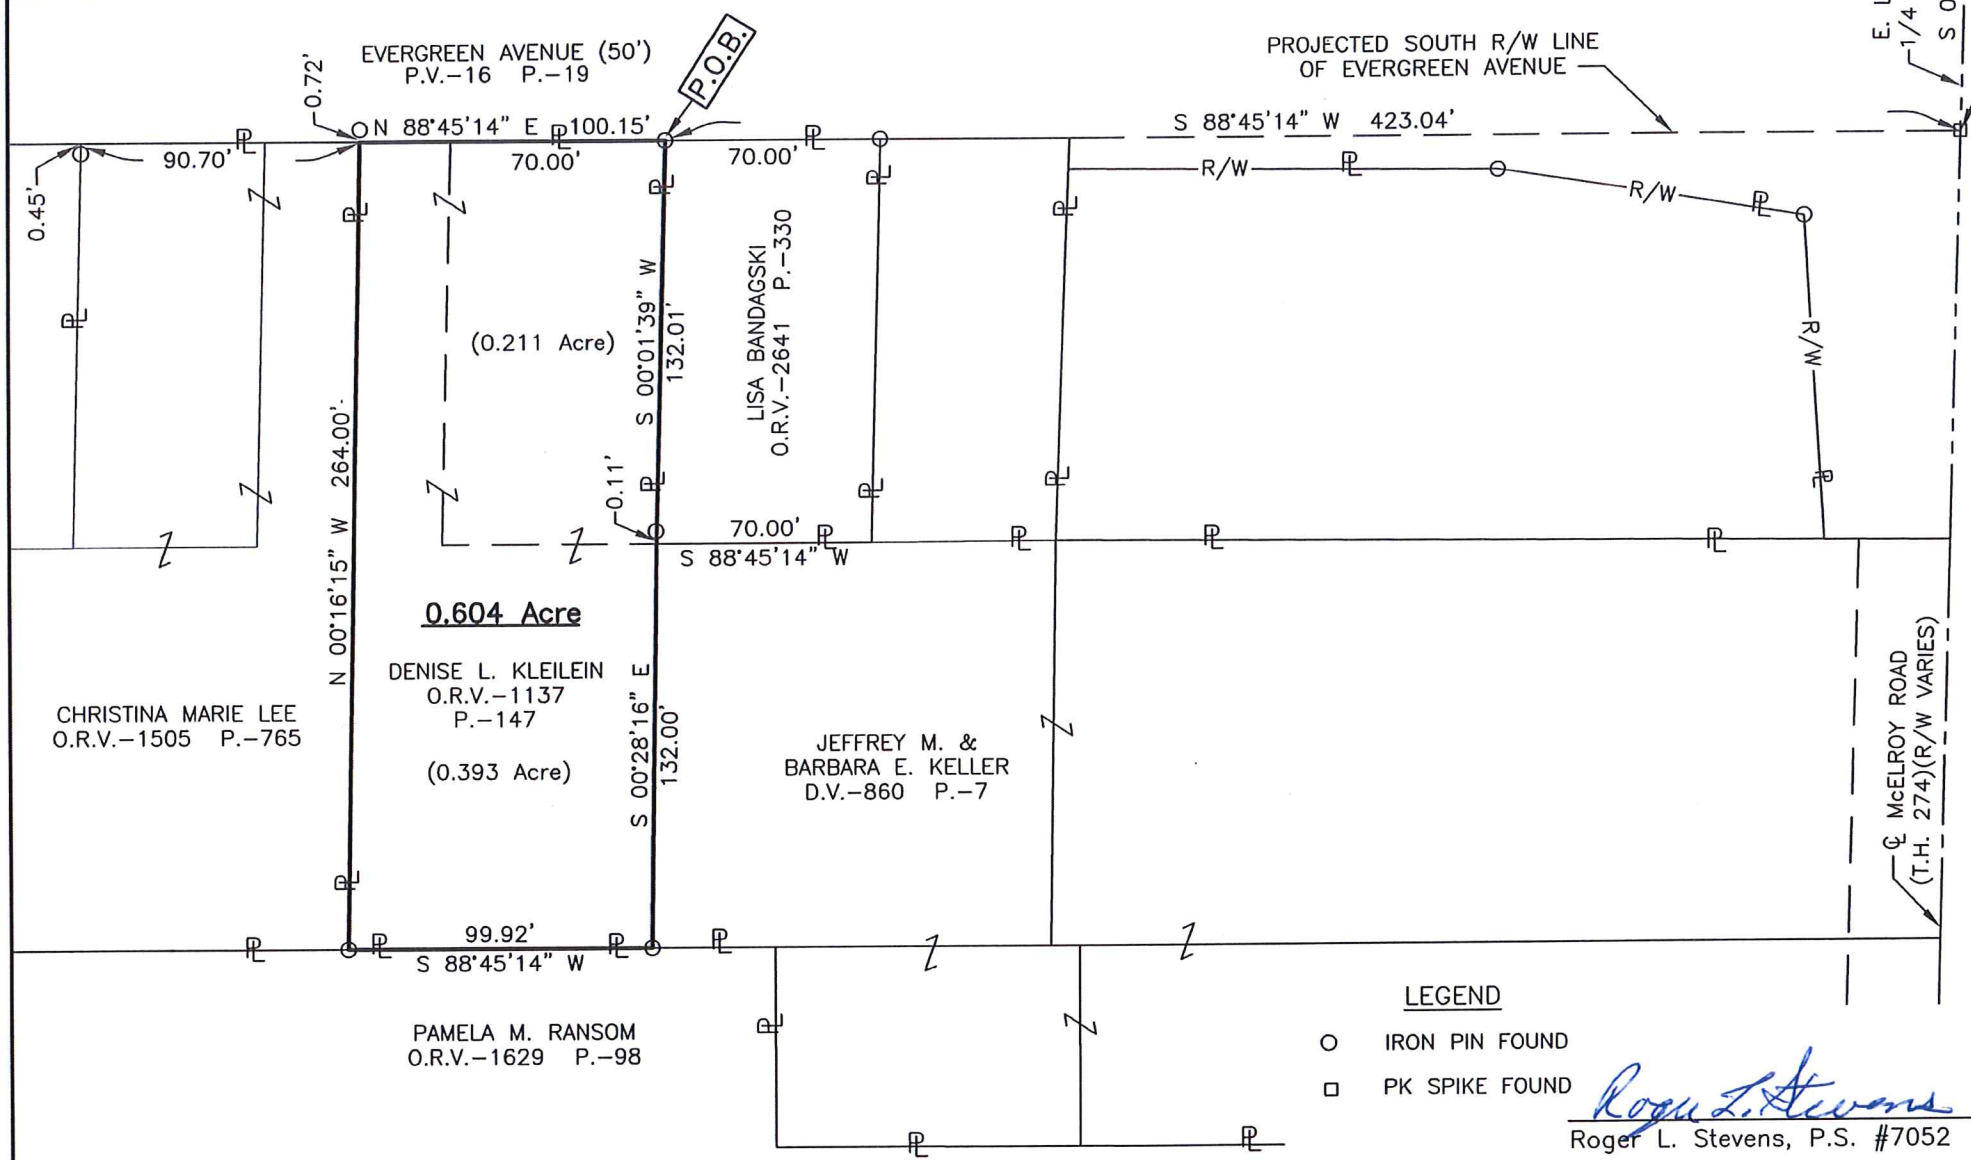 EVERGREEN AVENUE (50')
P.V.-16 P.-19
P.O.B.
PROJECTED SOUTH R/W LINE
OF EVERGREEN AVENUE
E. L
1/4
S 0
0.72'
N 88°45'14" E 100.15'
S 88°45'14" W 423.04'
0.45'
90.70'
70.00'
70.00'
R/W
R/W
R/W
(0.211 Acre)
S 00°01'39" W
132.01'
LISA BANDAGSKI
O.R.V.-2641 P.-330
N 00°16'15" W 264.00'
0.11'
70.00'
S 88°45'14" W
0.604 Acre
DENISE L. KLEILEIN
O.R.V.-1137
P.-147
(0.393 Acre)
S 00°28'16" E
132.00'
CHRISTINA MARIE LEE
O.R.V.-1505 P.-765
JEFFREY M. &
BARBARA E. KELLER
D.V.-860 P.-7
℄ McELROY ROAD
(T.H. 274)(R/W VARIES)
99.92'
S 88°45'14" W
PAMELA M. RANSOM
O.R.V.-1629 P.-98
LEGEND
IRON PIN FOUND
PK SPIKE FOUND
Roger L. Stevens
Roger L. Stevens, P.S. #7052